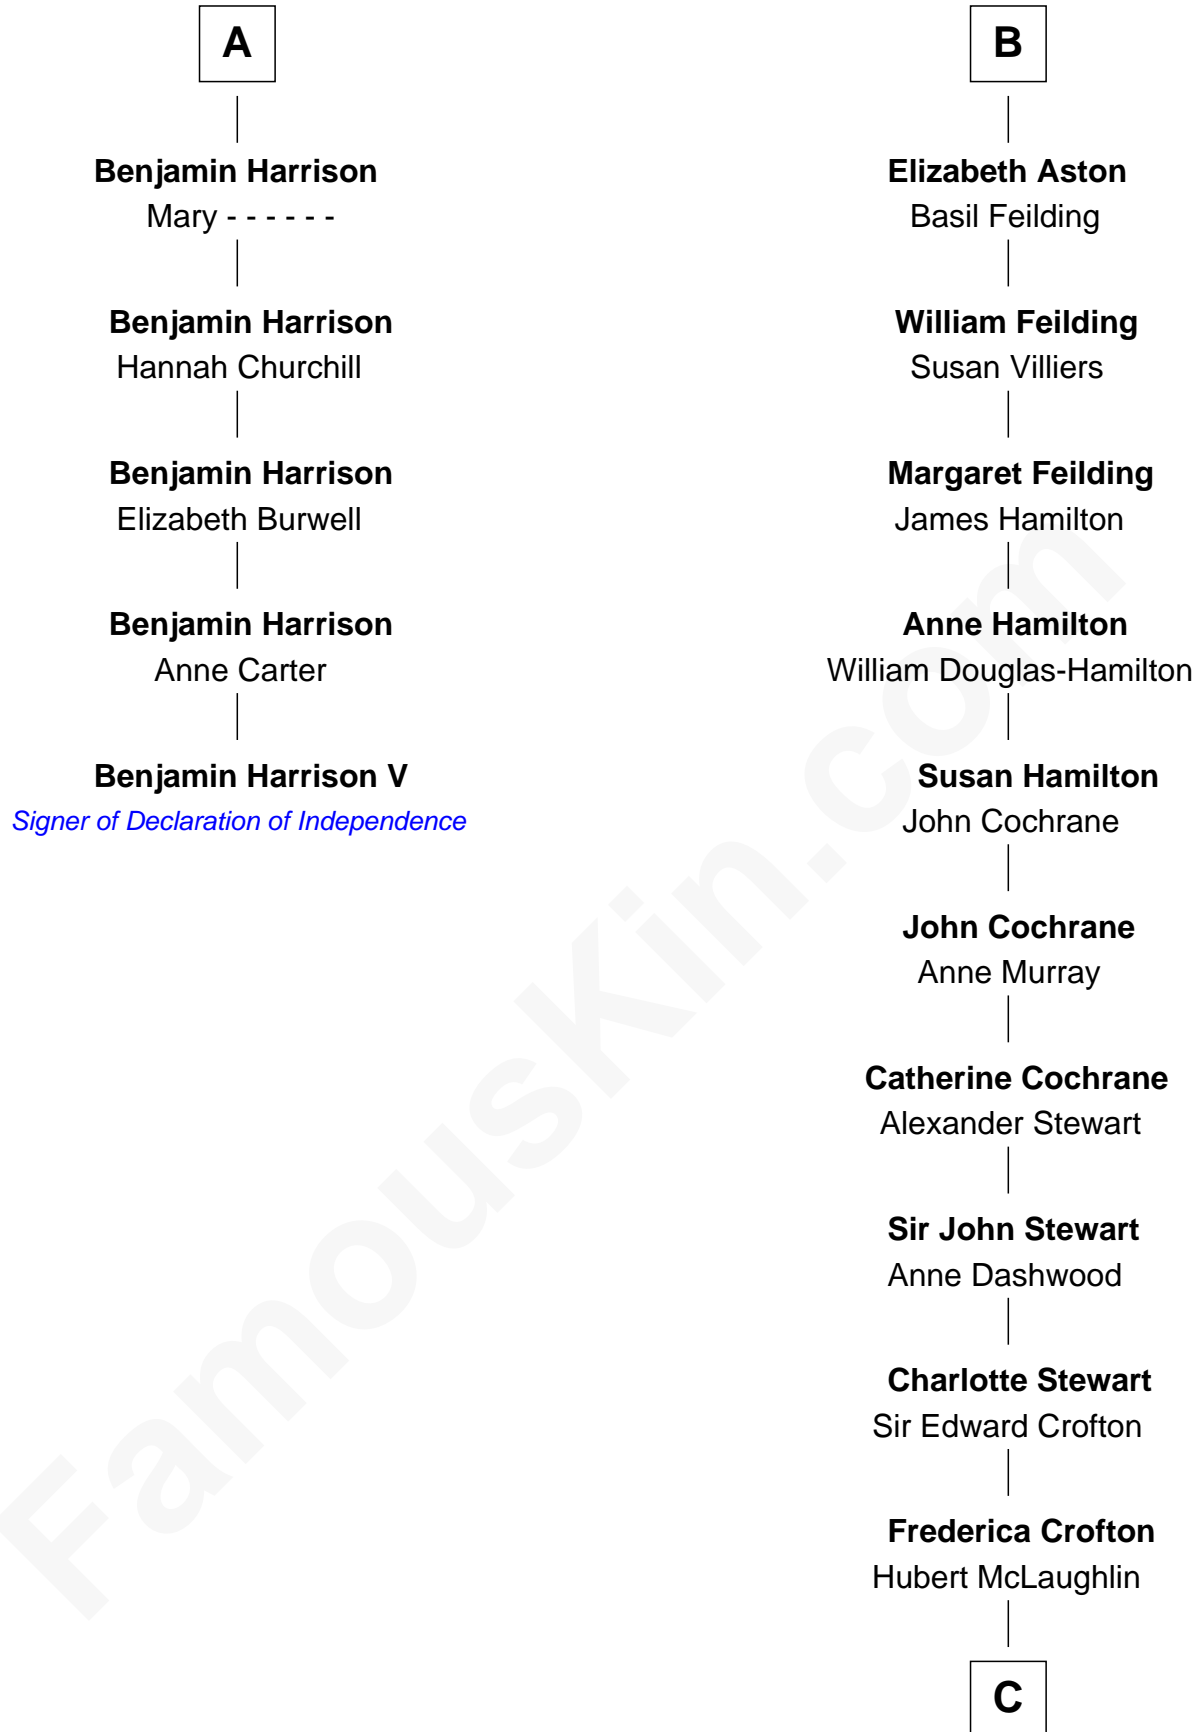 A
Benjamin Harrison
Mary - - - - - -
Benjamin Harrison
Hannah Churchill
Benjamin Harrison
Elizabeth Burwell
Benjamin Harrison
Anne Carter
Benjamin Harrison V
Signer of Declaration of Independence
B
Elizabeth Aston
Basil Feilding
William Feilding
Susan Villiers
Margaret Feilding
James Hamilton
Anne Hamilton
William Douglas-Hamilton
Susan Hamilton
John Cochrane
John Cochrane
Anne Murray
Catherine Cochrane
Alexander Stewart
Sir John Stewart
Anne Dashwood
Charlotte Stewart
Sir Edward Crofton
Frederica Crofton
Hubert McLaughlin
C
FamousKin.com